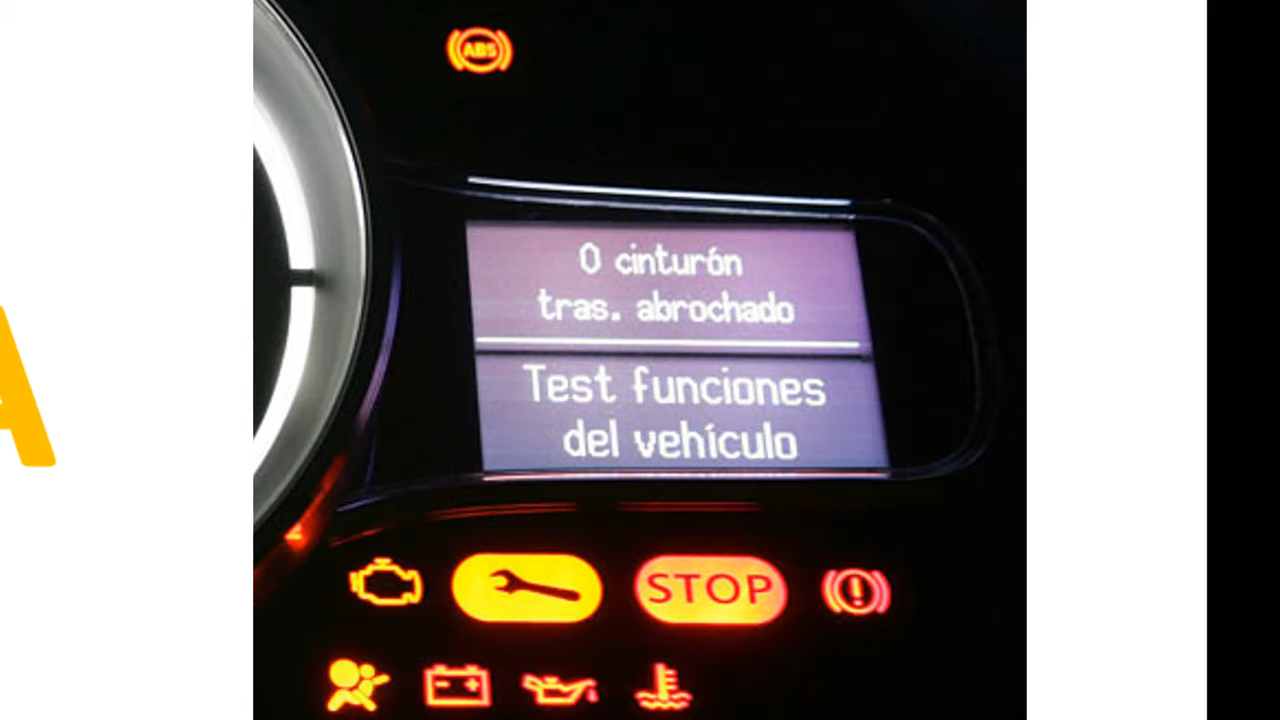 ABS
0 cinturón
tras. abrochado
Test funciones
del vehículo
STOP
A